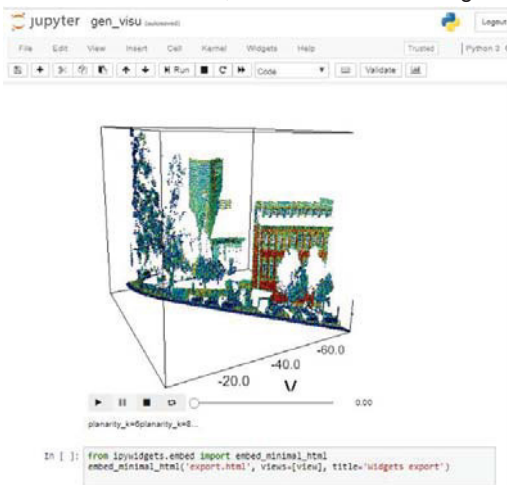 jupyter gen_visu (autosaved)
Logout
File Edit View Insert Cell Kernel Widgets Help
Trusted Python 3
Run Code Validate
-60.0
-40.0
-20.0
V
0.00
planarity_k=6planarity_k=8...
In [ ]: from ipywidgets.embed import embed_minimal_html
embed_minimal_html('export.html', views=[view], title='Widgets export')